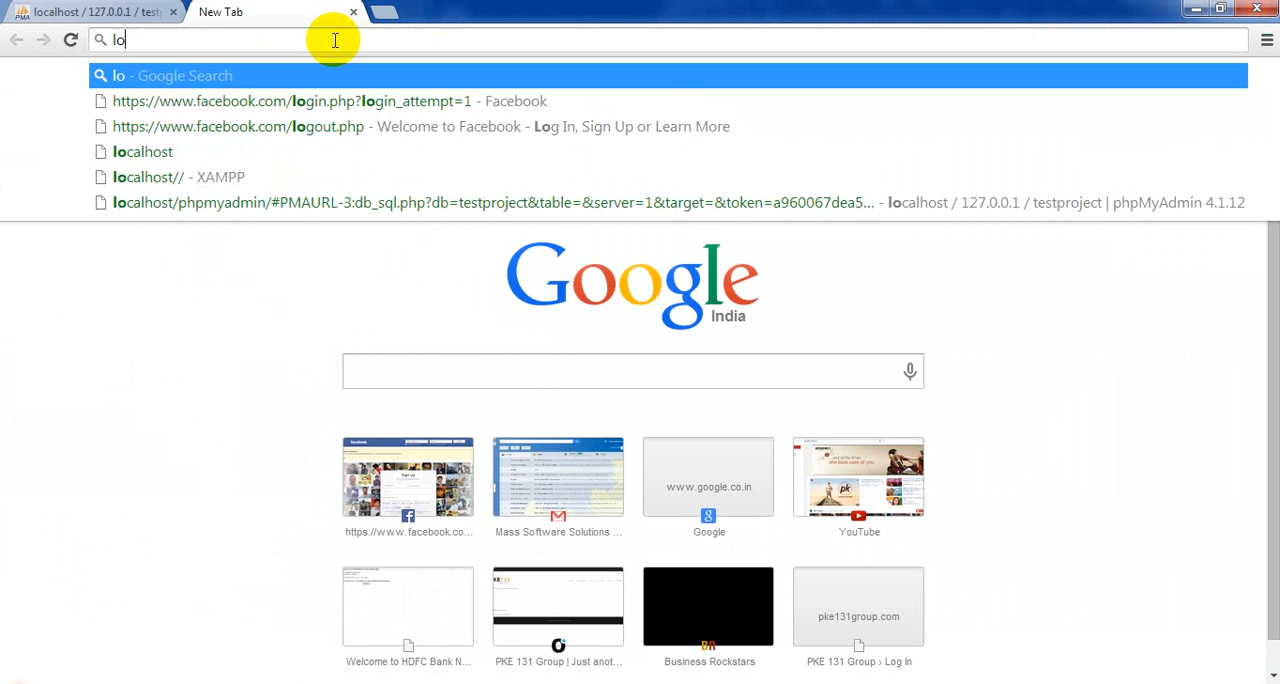 localhost / 127.0.0.1 / test
New Tab
lo
lo - Google Search
https://www.facebook.com/login.php?login_attempt=1 - Facebook
https://www.facebook.com/logout.php - Welcome to Facebook - Log In, Sign Up or Learn More
localhost
localhost// - XAMPP
localhost/phpmyadmin/#PMAURL-3:db_sql.php?db=testproject&table=&server=1&target=&token=a960067dea5... - localhost / 127.0.0.1 / testproject | phpMyAdmin 4.1.12
Google
India
www.google.co.in
https://www.facebook.co...
Mass Software Solutions ...
Google
YouTube
pke131group.com
Welcome to HDFC Bank N...
PKE 131 Group | Just anot...
Business Rockstars
PKE 131 Group › Log In